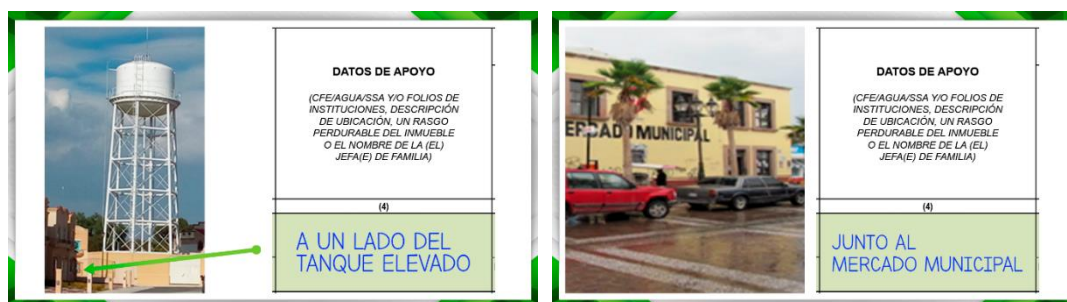 DATOS DE APOYO
(CFE/AGUA/SSA Y/O FOLIOS DE
INSTITUCIONES, DESCRIPCIÓN
DE UBICACIÓN, UN RASGO
PERDURABLE DEL INMUEBLE
O EL NOMBRE DE LA (EL)
JEFA(E) DE FAMILIA)
(4)
A UN LADO DEL
TANQUE ELEVADO
ERCADO MUNICIPAL
DATOS DE APOYO
(CFE/AGUA/SSA Y/O FOLIOS DE
INSTITUCIONES, DESCRIPCIÓN
DE UBICACIÓN, UN RASGO
PERDURABLE DEL INMUEBLE
O EL NOMBRE DE LA (EL)
JEFA(E) DE FAMILIA)
(4)
JUNTO AL
MERCADO MUNICIPAL